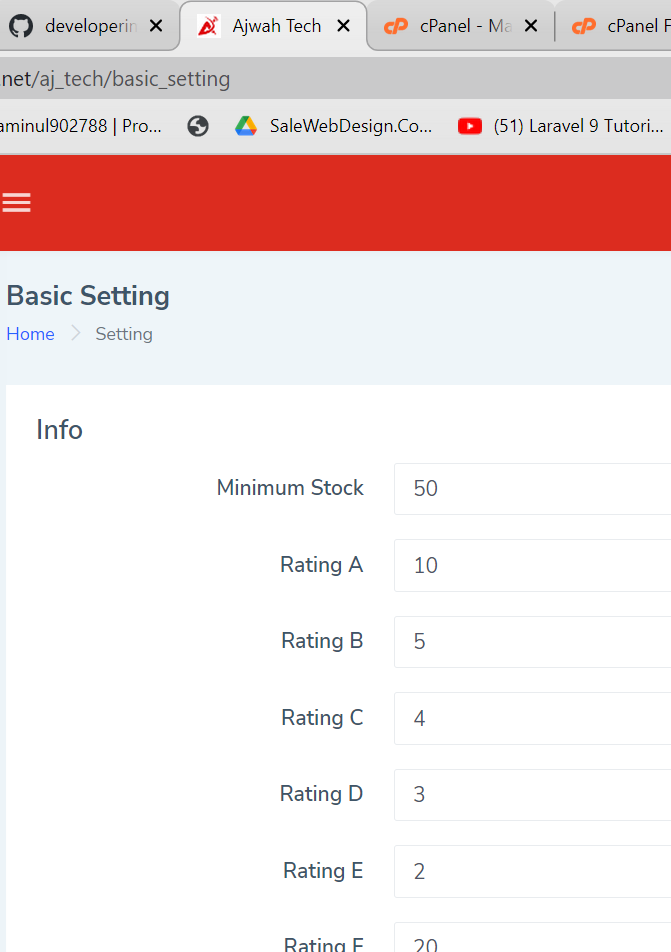 developerin
Ajwah Tech
cPanel - Ma
cPanel F
.net/aj_tech/basic_setting
aminul902788 | Pro...
SaleWebDesign.Co...
(51) Laravel 9 Tutori...
Basic Setting
Home > Setting
Info
Minimum Stock 50
Rating A 10
Rating B 5
Rating C 4
Rating D 3
Rating E 2
Rating F 20